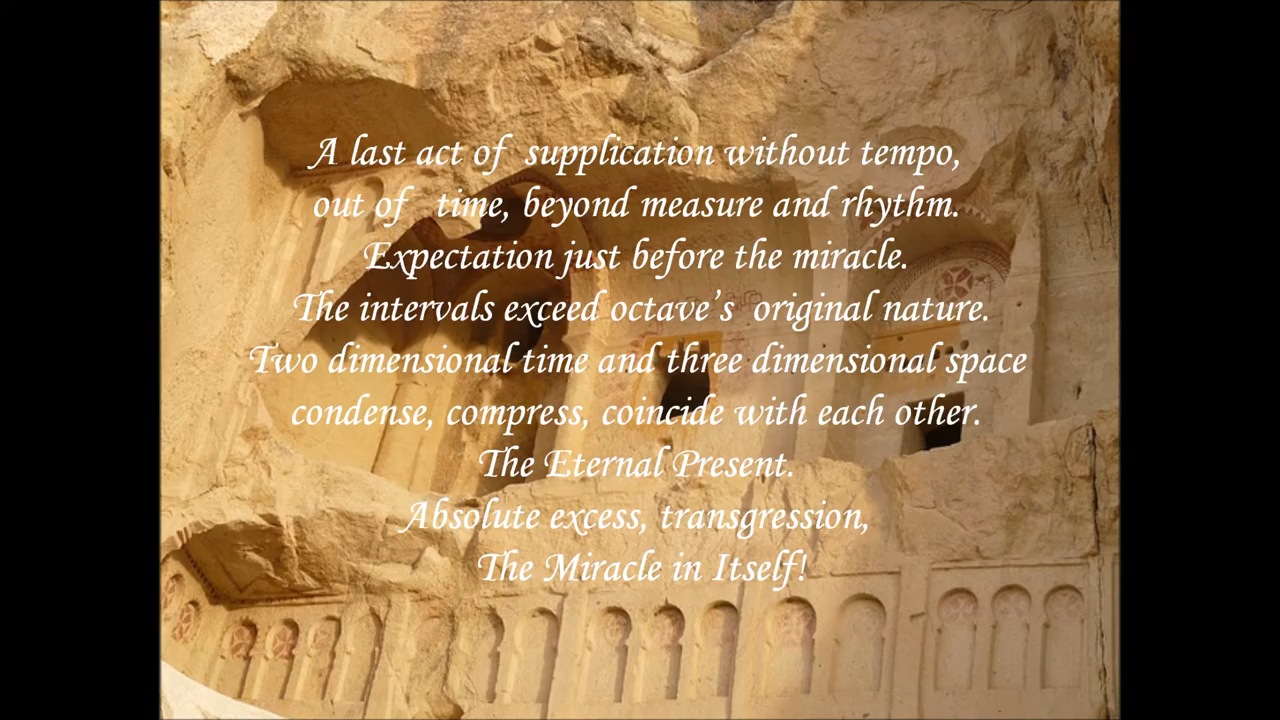 A last act of supplication without tempo,
out of time, beyond measure and rhythm.
Expectation just before the miracle.
The intervals exceed octave’s original nature.
Two dimensional time and three dimensional space
condense, compress, coincide with each other.
The Eternal Present.
Absolute excess, transgression,
The Miracle in Itself!